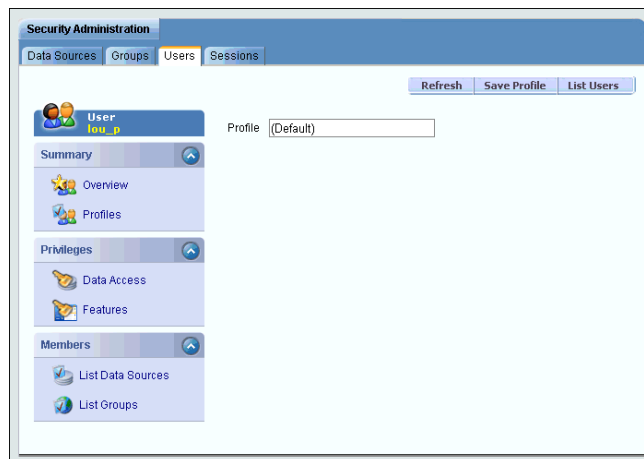 Security Administration
Data Sources Groups Users Sessions
Refresh Save Profile List Users
User
lou_p
Profile (Default)
Summary
Overview
Profiles
Privileges
Data Access
Features
Members
List Data Sources
List Groups